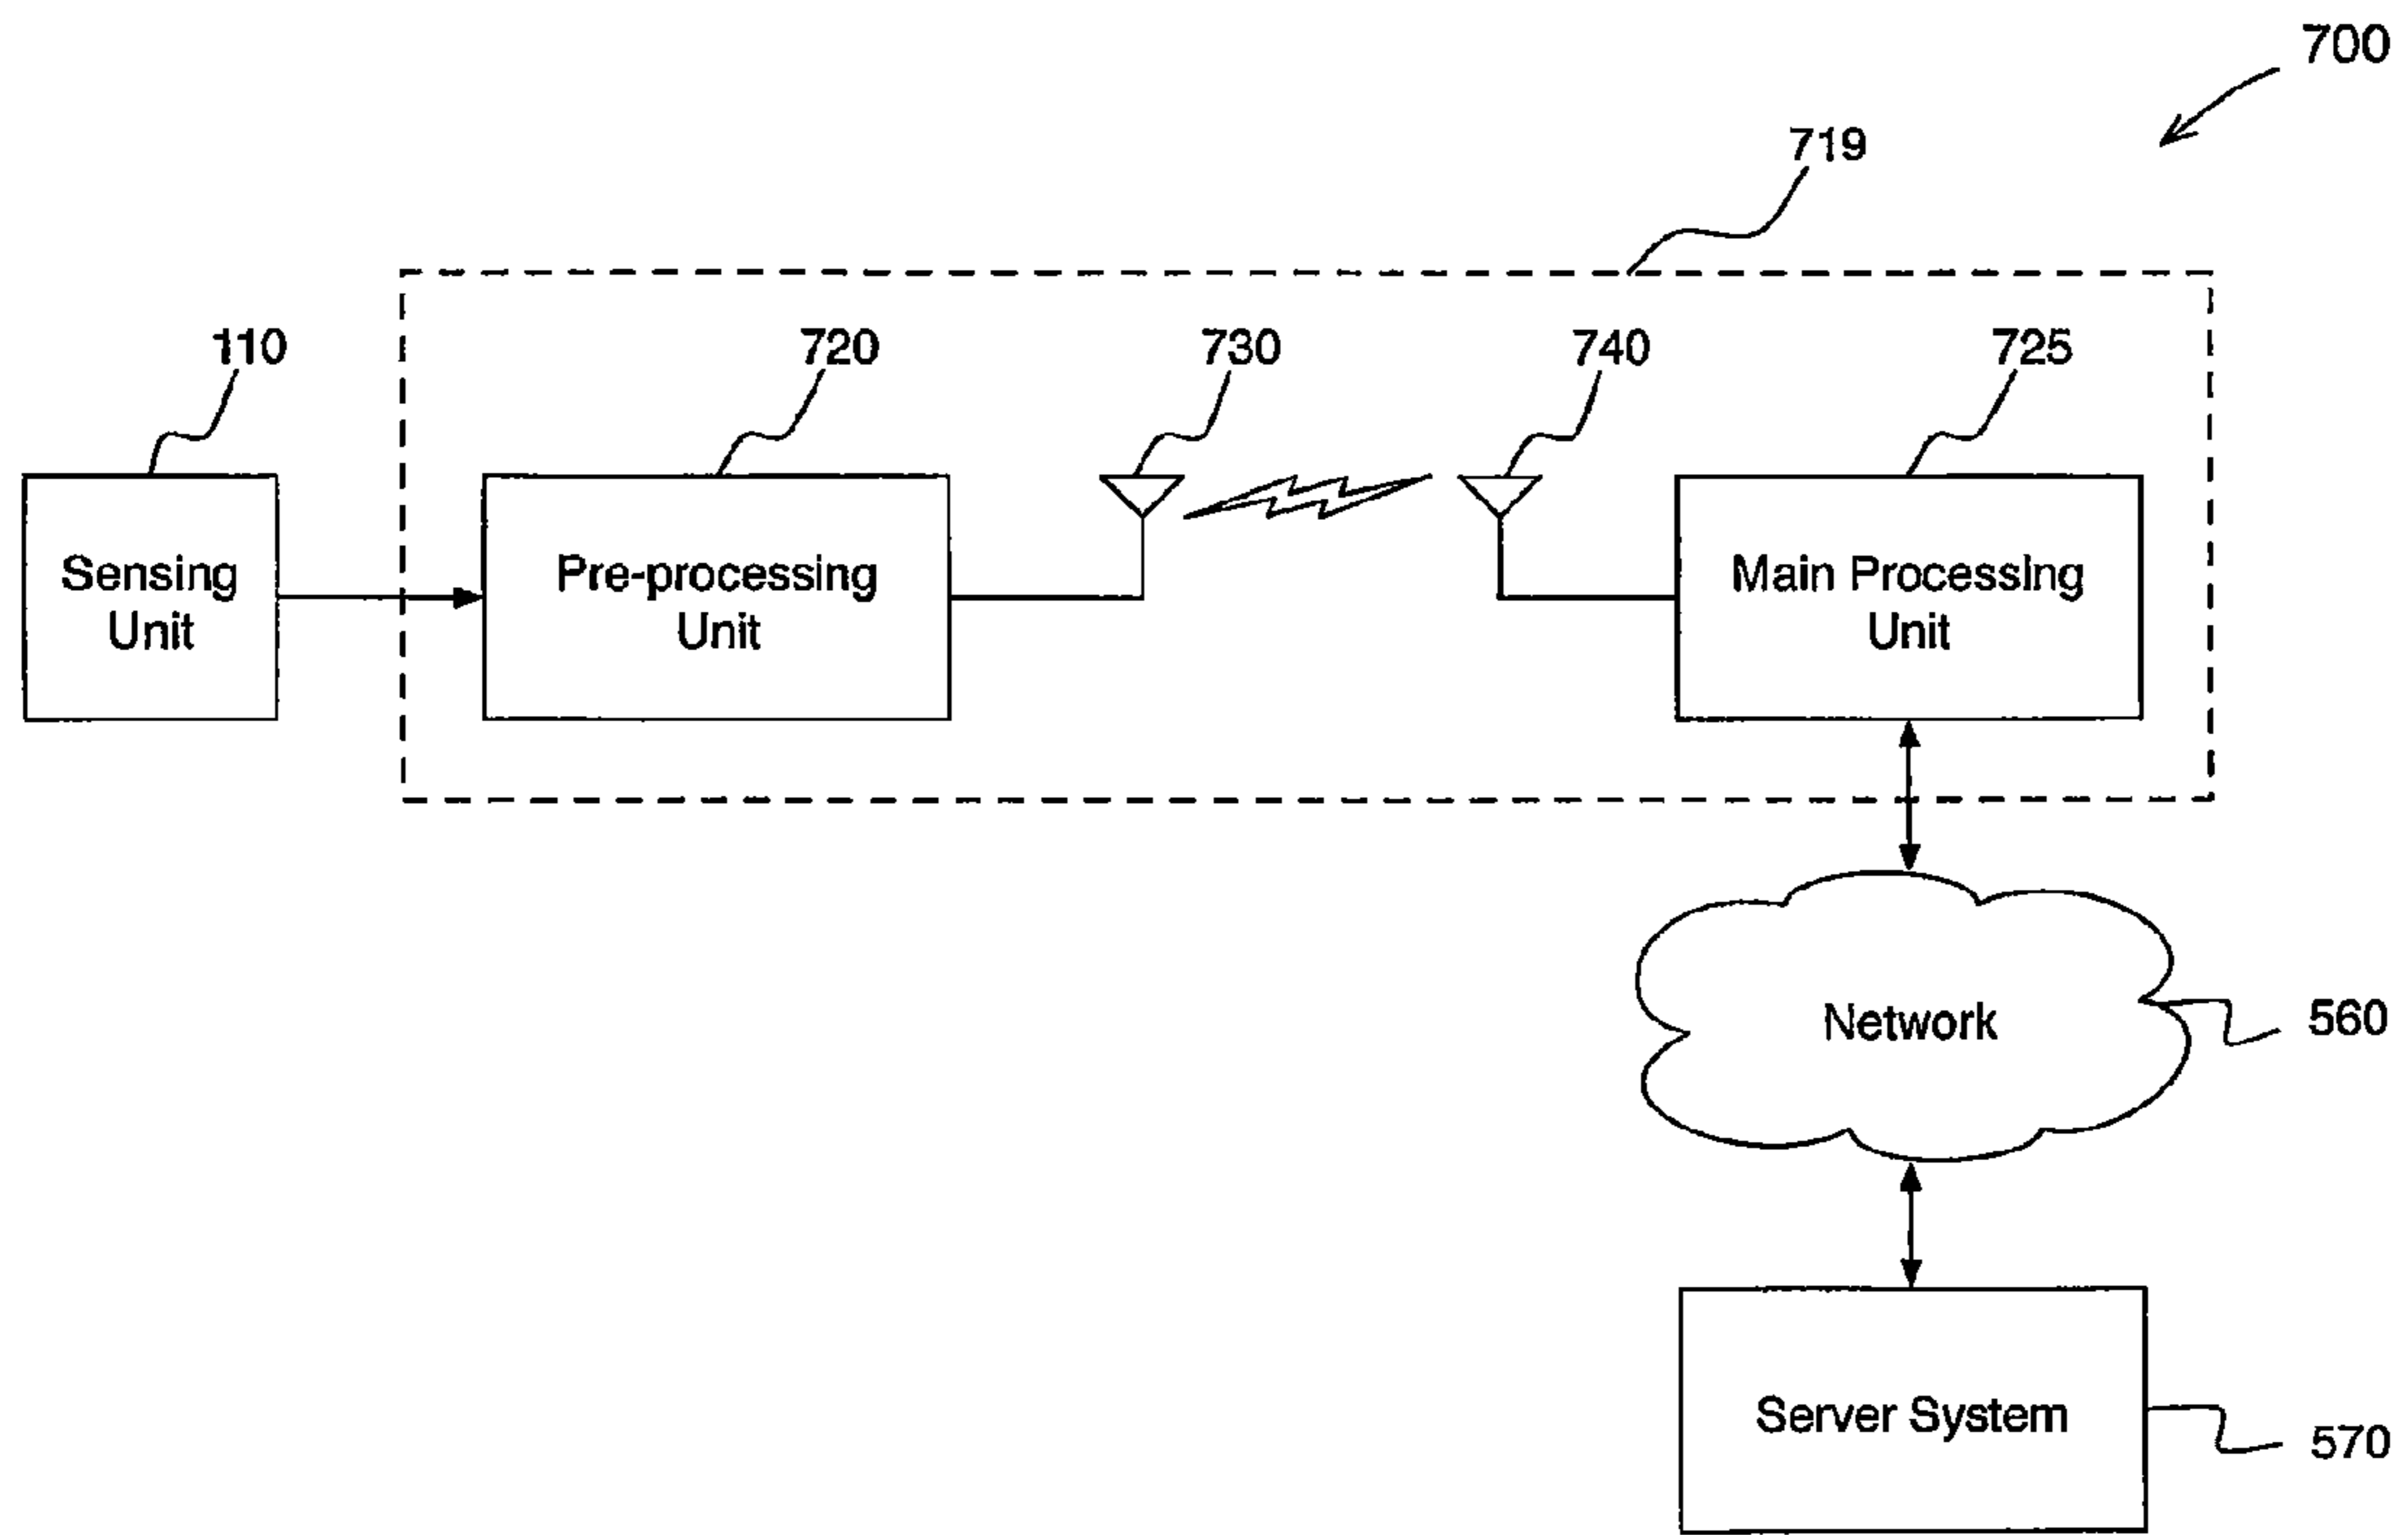 700
719
110
720
730
740
725
Sensing
Unit
Pre-processing
Unit
Main Processing
Unit
Network
560
Server System
570